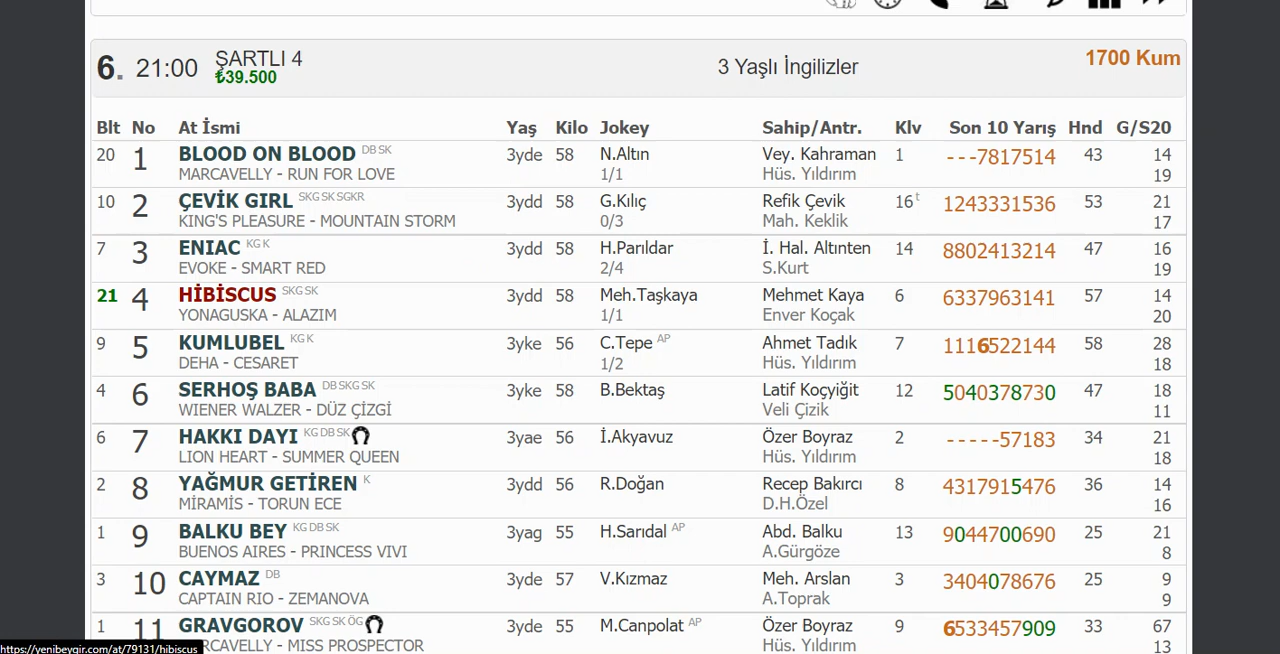 6. 21:00 ŞARTLI 4 3 Yaşlı İngilizler 1700 Kum
₺39.500
Blt No At İsmi Yaş Kilo Jokey Sahip/Antr. Klv Son 10 Yarış Hnd G/S20
20 1 BLOOD ON BLOOD DB SK 3yde 58 N.Altın Vey. Kahraman 1 ---7817514 43 14
MARCAVELLY - RUN FOR LOVE 1/1 Hüs. Yıldırım 19
10 2 ÇEVİK GIRL SKG SK SGKR 3ydd 58 G.Kılıç Refik Çevik 16 t 1243331536 53 21
KING'S PLEASURE - MOUNTAIN STORM 0/3 Mah. Keklik 17
7 3 ENIAC KG K 3ydd 58 H.Parıldar İ. Hal. Altınten 14 8802413214 47 16
EVOKE - SMART RED 2/4 S.Kurt 19
21 4 HİBİSCUS SKG SK 3ydd 58 Meh.Taşkaya Mehmet Kaya 6 6337963141 57 14
YONAGUSKA - ALAZIM 1/1 Enver Koçak 20
9 5 KUMLUBEL KG K 3yke 56 C.Tepe AP Ahmet Tadık 7 1116522144 58 28
DEHA - CESARET 1/2 Hüs. Yıldırım 18
4 6 SERHOŞ BABA DB SKG SK 3yke 58 B.Bektaş Latif Koçyiğit 12 5040378730 47 18
WIENER WALZER - DÜZ ÇİZGİ Veli Çizik 11
6 7 HAKKI DAYI KG DB SK 3yae 56 İ.Akyavuz Özer Boyraz 2 -----57183 34 21
LION HEART - SUMMER QUEEN Hüs. Yıldırım 18
2 8 YAĞMUR GETİREN K 3ydd 56 R.Doğan Recep Bakırcı 8 4317915476 36 14
MİRAMİS - TORUN ECE D.H.Özel 16
1 9 BALKU BEY KG DB SK 3yag 55 H.Sarıdal AP Abd. Balku 13 9044700690 25 21
BUENOS AIRES - PRINCESS VIVI A.Gürgöze 8
3 10 CAYMAZ DB 3yde 57 V.Kızmaz Meh. Arslan 3 3404078676 25 9
CAPTAIN RIO - ZEMANOVA A.Toprak 9
1 11 GRAVGOROV SKG SK ÖG 3yde 55 M.Canpolat AP Özer Boyraz 9 6533457909 33 67
RCAVELLY - MISS PROSPECTOR Hüs. Yıldırım 13
https://yenibeygir.com/at/79131/hibiscus